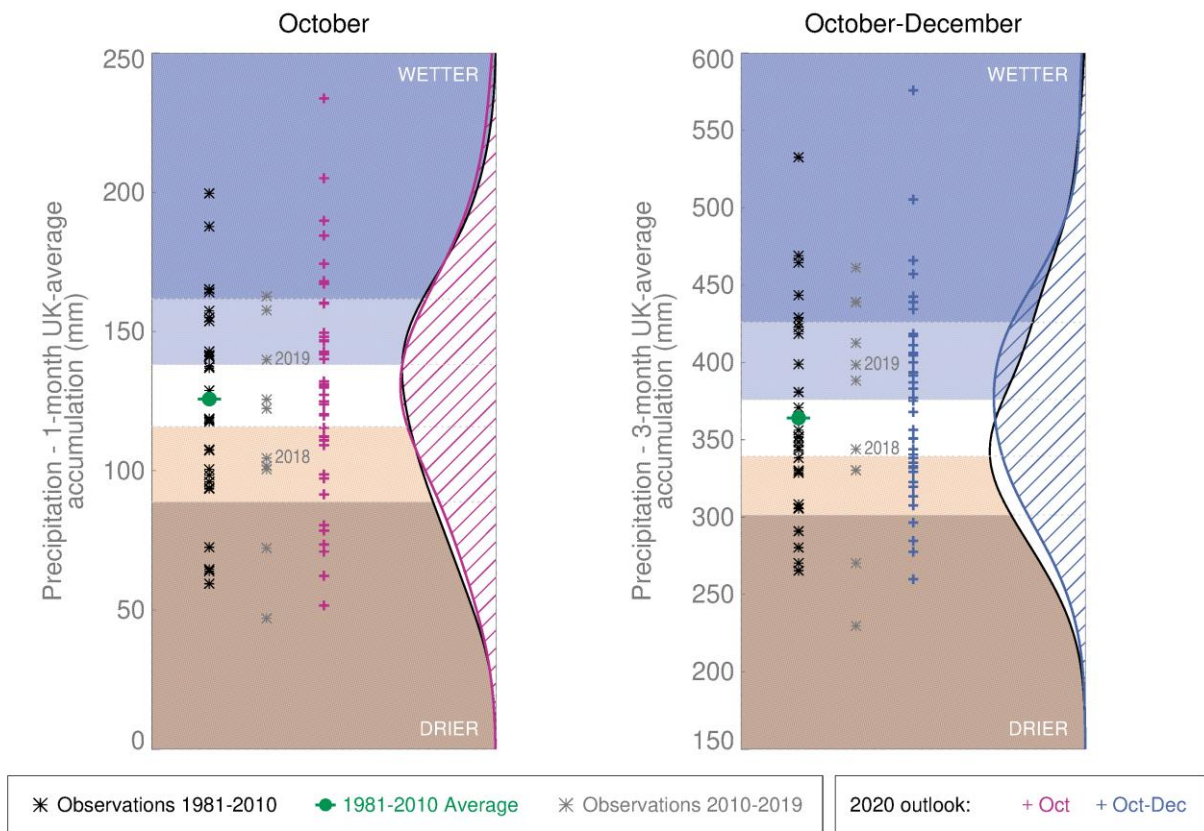 October
Precipitation - 1-month UK-average
accumulation (mm)
250
200
150
100
50
0
WETTER
2019
2018
DRIER
October-December
Precipitation - 3-month UK-average
accumulation (mm)
600
550
500
450
400
350
300
250
200
150
WETTER
2019
2018
DRIER
Observations 1981-2010
1981-2010 Average
Observations 2010-2019
2020 outlook:
+ Oct
+ Oct-Dec